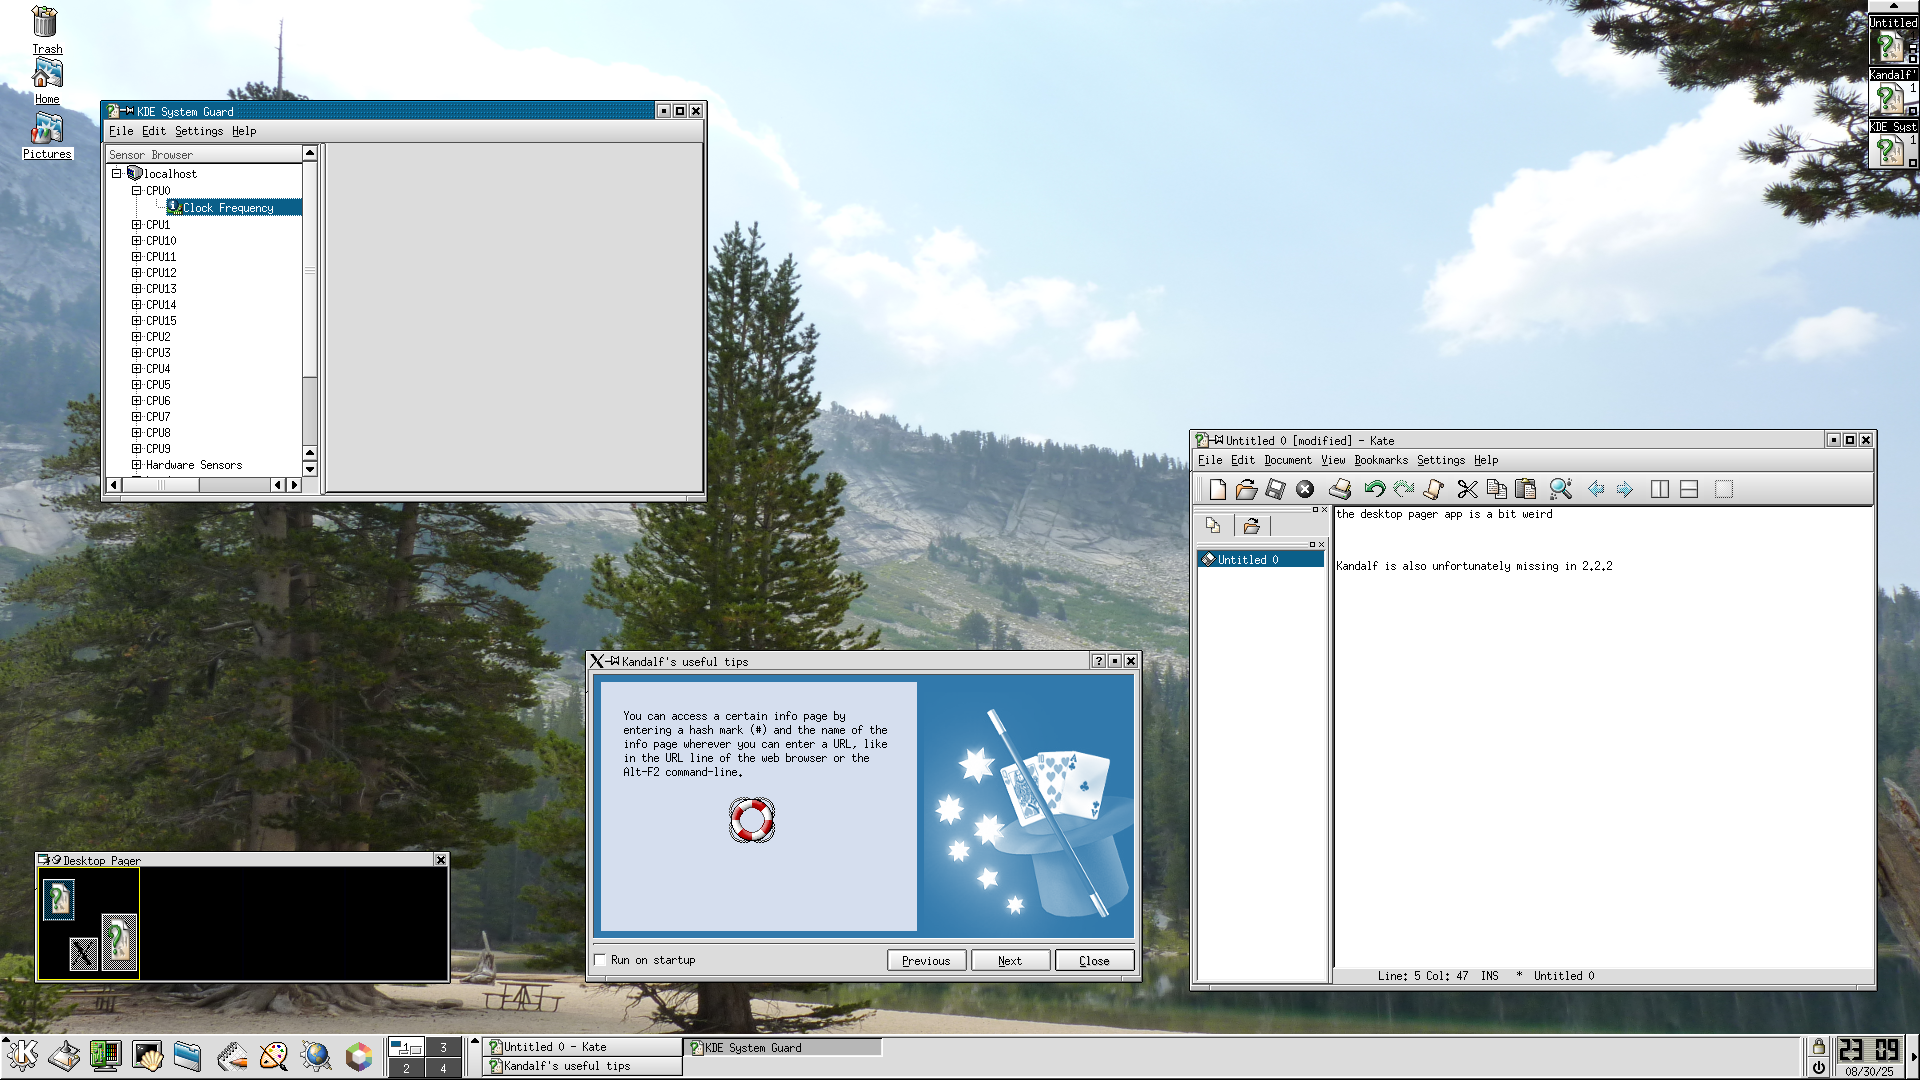 Trash
Home
Pictures
KDE System Guard
File Edit Settings Help
Sensor Browser
localhost
CPU0
Clock Frequency
CPU1
CPU10
CPU11
CPU12
CPU13
CPU14
CPU15
CPU2
CPU3
CPU4
CPU5
CPU6
CPU7
CPU8
CPU9
Hardware Sensors
Untitled
Kandalf'
1
KDE Syst
1
Untitled 0 [modified] - Kate
File Edit Document View Bookmarks Settings Help
Untitled 0
the desktop pager app is a bit weird
Kandalf is also unfortunately missing in 2.2.2
Line: 5 Col: 47 INS * Untitled 0
Kandalf's useful tips
You can access a certain info page by
entering a hash mark (#) and the name of the
info page wherever you can enter a URL, like
in the URL line of the web browser or the
Alt-F2 command-line.
Run on startup
Previous
Next
Close
Desktop Pager
1
3
2
4
Untitled 0 - Kate
Kandalf's useful tips
KDE System Guard
23 09
08/30/25